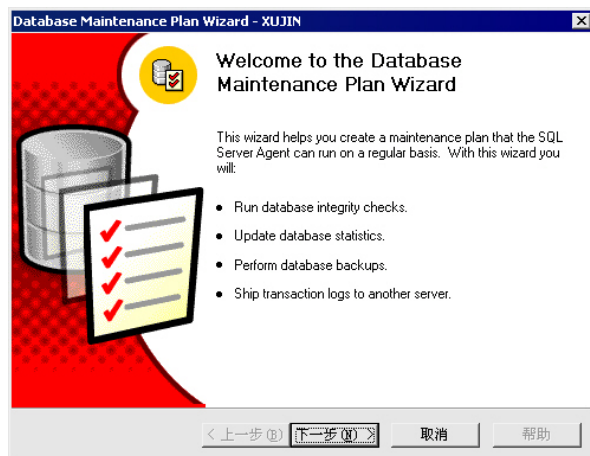 Database Maintenance Plan Wizard - XUJIN
Welcome to the Database
Maintenance Plan Wizard
This wizard helps you create a maintenance plan that the SQL
Server Agent can run on a regular basis.  With this wizard you
will:
• Run database integrity checks.
• Update database statistics.
• Perform database backups.
• Ship transaction logs to another server.
< 上一步(B) 下一步(N) > 取消 帮助